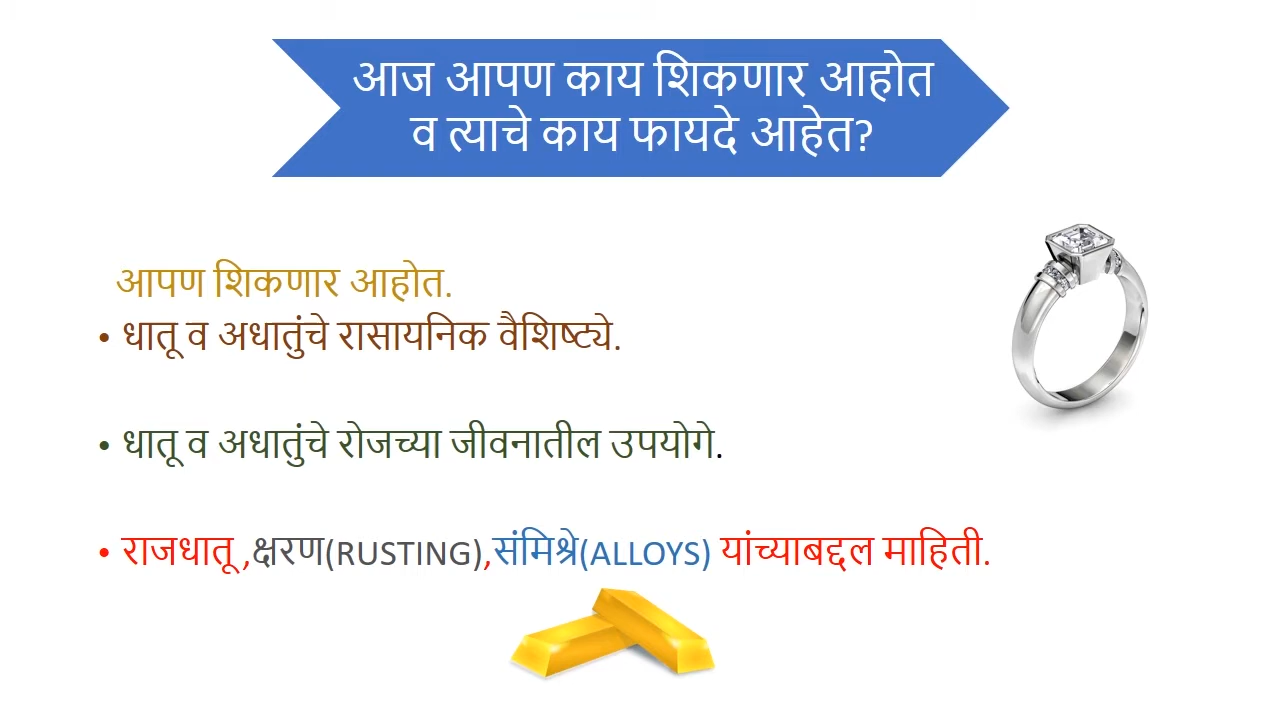 आज आपण काय शिकणार आहोत
व त्याचे काय फायदे आहेत?
आपण शिकणार आहोत.
• धातू व अधातुंचे रासायनिक वैशिष्ट्ये.
• धातू व अधातुंचे रोजच्या जीवनातील उपयोगे.
• राजधातू ,क्षरण(RUSTING),संमिश्रे(ALLOYS) यांच्याबद्दल माहिती.